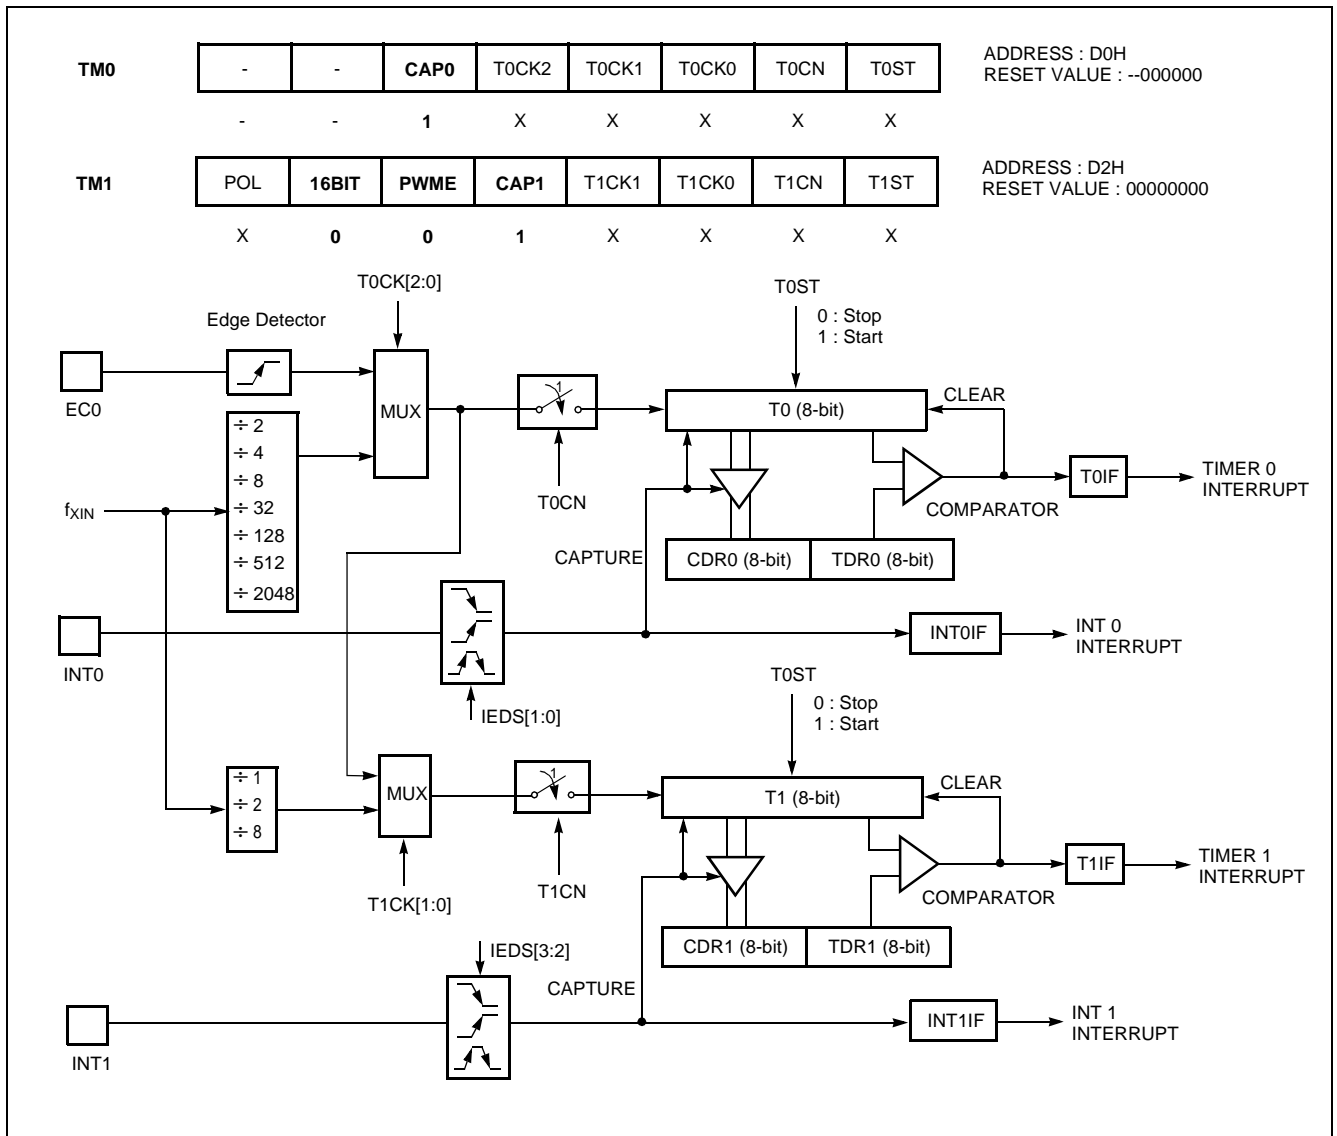 TM0 - - CAP0 T0CK2 T0CK1 T0CK0 T0CN T0ST
ADDRESS : D0H
RESET VALUE : --000000
- - 1 X X X X X
TM1 POL 16BIT PWME CAP1 T1CK1 T1CK0 T1CN T1ST
ADDRESS : D2H
RESET VALUE : 00000000
X 0 0 1 X X X X
T0CK[2:0]
T0ST
0 : Stop
1 : Start
Edge Detector
EC0
MUX
1
T0CN
T0 (8-bit)
CLEAR
÷ 2
÷ 4
÷ 8
÷ 32
÷ 128
÷ 512
÷ 2048
fXIN
COMPARATOR
T0IF
TIMER 0
INTERRUPT
CAPTURE
CDR0 (8-bit)
TDR0 (8-bit)
INT0
IEDS[1:0]
INT0IF
INT 0
INTERRUPT
T0ST
0 : Stop
1 : Start
÷ 1
÷ 2
÷ 8
MUX
T1CK[1:0]
1
T1CN
T1 (8-bit)
CLEAR
COMPARATOR
T1IF
TIMER 1
INTERRUPT
CDR1 (8-bit)
TDR1 (8-bit)
IEDS[3:2]
CAPTURE
INT1
INT1IF
INT 1
INTERRUPT